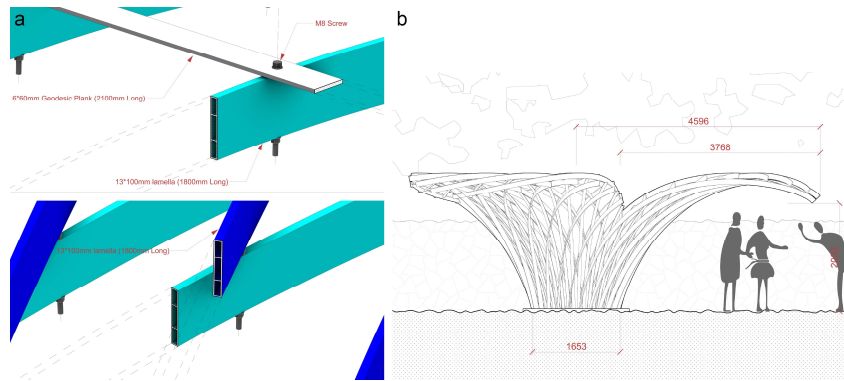 a
M8 Screw
6*60mm Geodesic Plank (2100mm Long)
13*100mm lamella (1800mm Long)
13*100mm lamella (1800mm Long)
b
4596
3768
1653